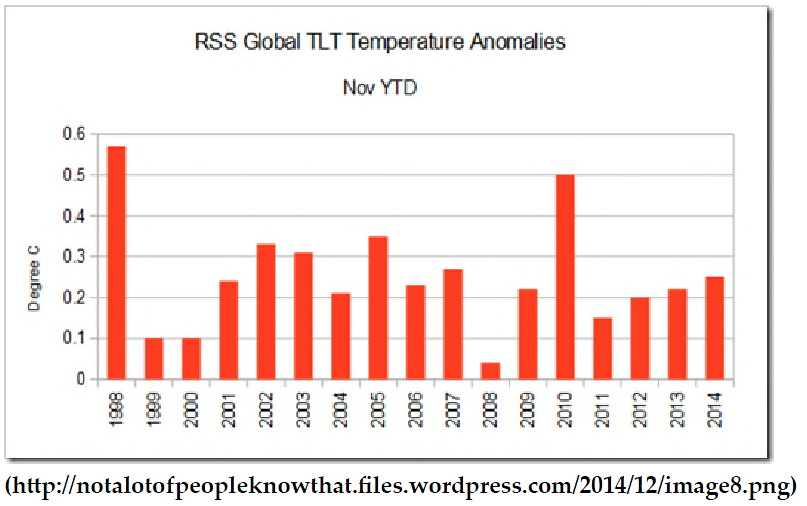 RSS Global TLT Temperature Anomalies
Nov YTD
Degree C
0.6
0.5
0.4
0.3
0.2
0.1
0
1998 1999 2000 2001 2002 2003 2004 2005 2006 2007 2008 2009 2010 2011 2012 2013 2014
(http://notalotofpeopleknowthat.files.wordpress.com/2014/12/image8.png)